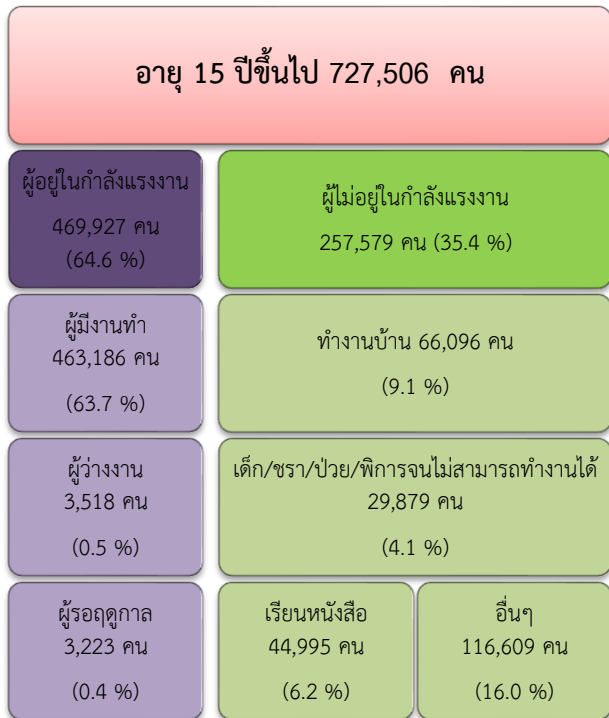 อายุ 15 ปีขึ้นไป 727,506 คน
ผู้อยู่ในกำลังแรงงาน
469,927 คน
(64.6 %)
ผู้ไม่อยู่ในกำลังแรงงาน
257,579 คน (35.4 %)
ผู้มีงานทำ
463,186 คน
(63.7 %)
ทำงานบ้าน 66,096 คน
(9.1 %)
ผู้ว่างงาน
3,518 คน
(0.5 %)
เด็ก/ชรา/ป่วย/พิการจนไม่สามารถทำงานได้
29,879 คน
(4.1 %)
ผู้รอฤดูกาล
3,223 คน
(0.4 %)
เรียนหนังสือ
44,995 คน
(6.2 %)
อื่นๆ
116,609 คน
(16.0 %)